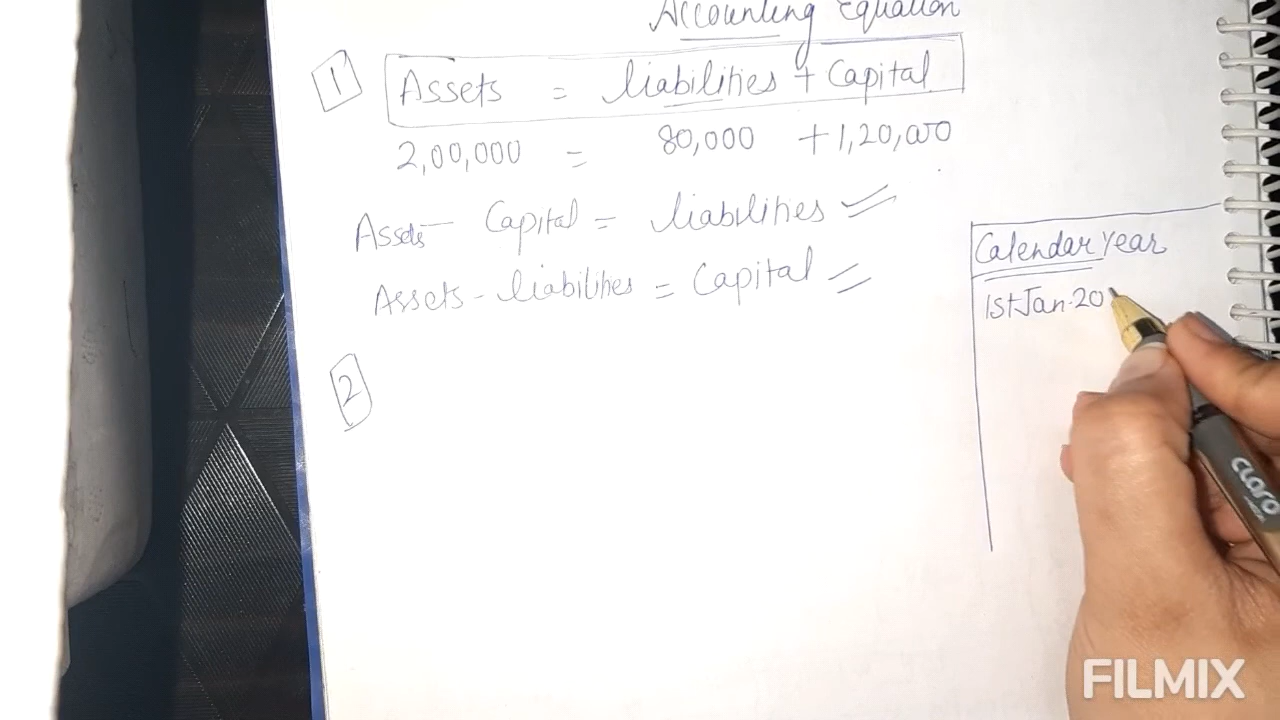 Accounting Equation
1 Assets = Liabilities + Capital
2,00,000 = 80,000 + 1,20,000
Assets - Capital = Liabilities
Assets - Liabilities = Capital
2
Calendar Year
1st Jan. 20
claro
FILMIX